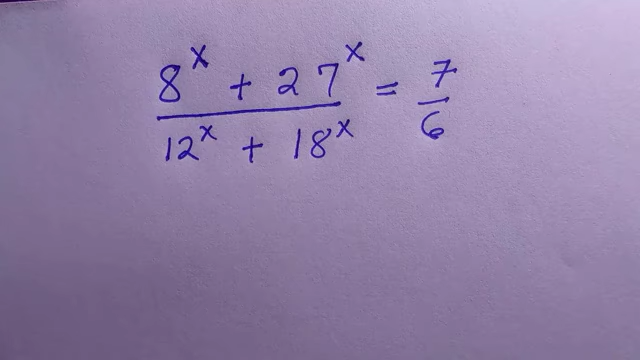 8^x + 27^x / 12^x + 18^x = 7/6